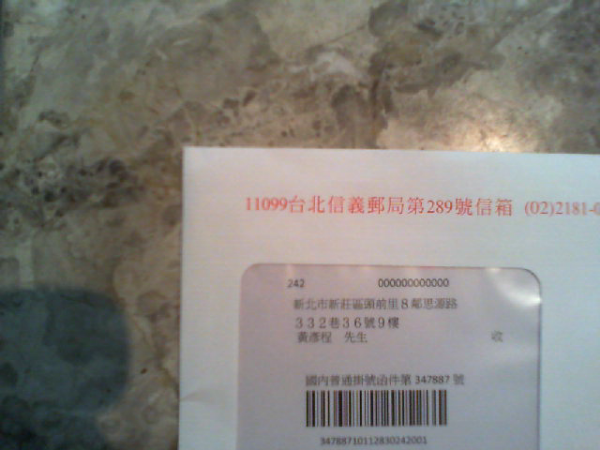 11099台北信義郵局第289號信箱 (02)2181-
242 000000000000
新北市新莊區頭前里8鄰思源路
332巷36號9樓
黃彥程 先生 收
國內普通掛號函件第 347887 號
34788710112830242001